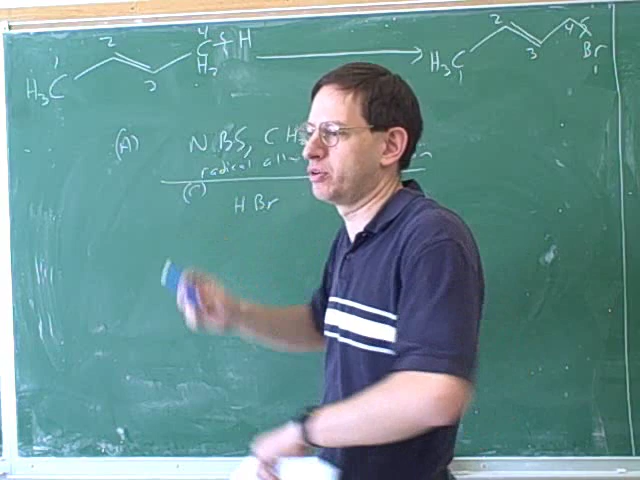 1 2 3 4 H₃C C H₂ H
H₃C 1 2 3 4 Br
(A) NBS, CH
radical
(C)
HBr